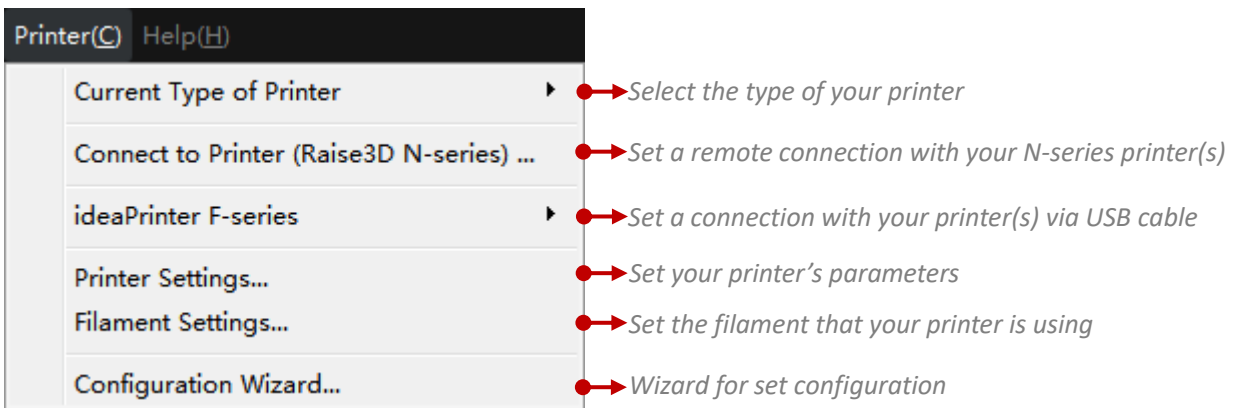 Printer(C) Help(H)
Current Type of Printer Select the type of your printer
Connect to Printer (Raise3D N-series) ... Set a remote connection with your N-series printer(s)
ideaPrinter F-series Set a connection with your printer(s) via USB cable
Printer Settings... Set your printer’s parameters
Filament Settings... Set the filament that your printer is using
Configuration Wizard... Wizard for set configuration